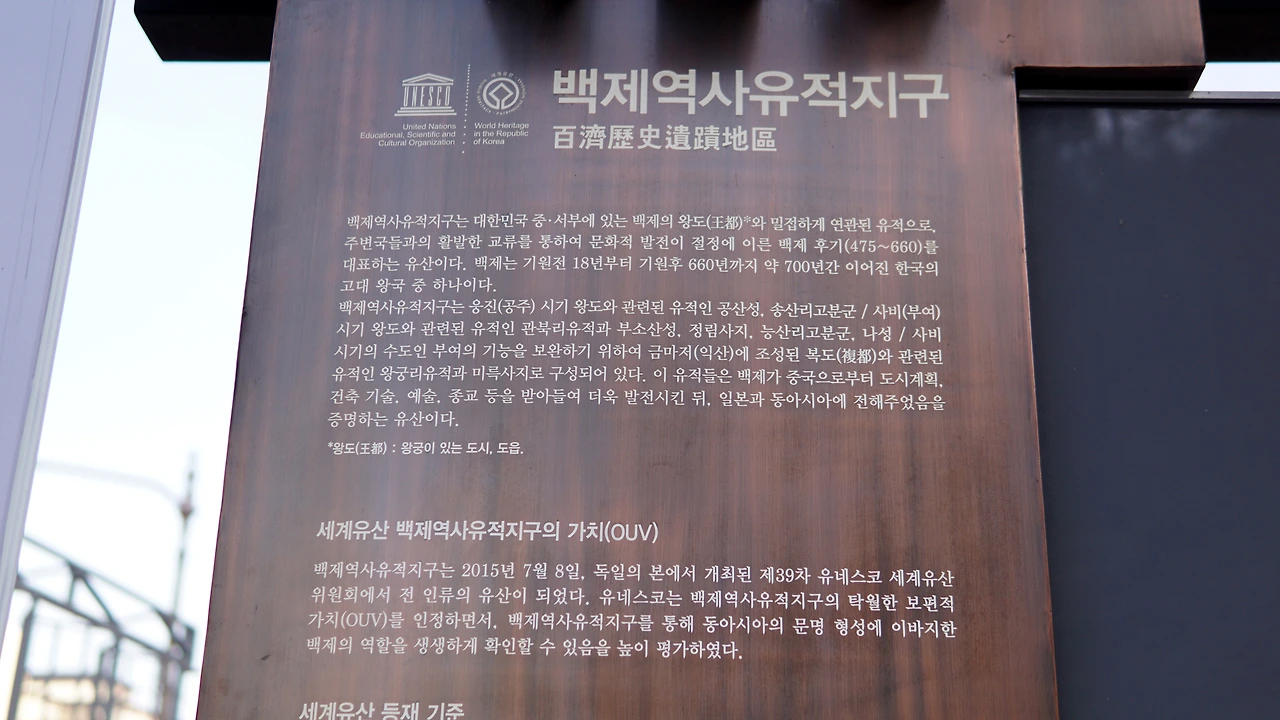 백제역사유적지구
百濟歷史遺蹟地區
UNESCO
United Nations
Educational, Scientific and
Cultural Organization
World Heritage
in the Republic
of Korea
백제역사유적지구는 대한민국 중·서부에 있는 백제의 왕도(王都)*와 밀접하게 연관된 유적으로,
주변국들과의 활발한 교류를 통하여 문화적 발전이 절정에 이른 백제 후기(475~660)를
대표하는 유산이다. 백제는 기원전 18년부터 기원후 660년까지 약 700년간 이어진 한국의
고대 왕국 중 하나이다.
백제역사유적지구는 웅진(공주) 시기 왕도와 관련된 유적인 공산성, 송산리고분군 / 사비(부여)
시기 왕도와 관련된 유적인 관북리유적과 부소산성, 정림사지, 능산리고분군, 나성 / 사비
시기의 수도인 부여의 기능을 보완하기 위하여 금마저(익산)에 조성된 복도(複都)와 관련된
유적인 왕궁리유적과 미륵사지로 구성되어 있다. 이 유적들은 백제가 중국으로부터 도시계획,
건축 기술, 예술, 종교 등을 받아들여 더욱 발전시킨 뒤, 일본과 동아시아에 전해주었음을
증명하는 유산이다.
*왕도(王都) : 왕궁이 있는 도시, 도읍.
세계유산 백제역사유적지구의 가치(OUV)
백제역사유적지구는 2015년 7월 8일, 독일의 본에서 개최된 제39차 유네스코 세계유산
위원회에서 전 인류의 유산이 되었다. 유네스코는 백제역사유적지구의 탁월한 보편적
가치(OUV)를 인정하면서, 백제역사유적지구를 통해 동아시아의 문명 형성에 이바지한
백제의 역할을 생생하게 확인할 수 있음을 높이 평가하였다.
세계유산 등재 기준